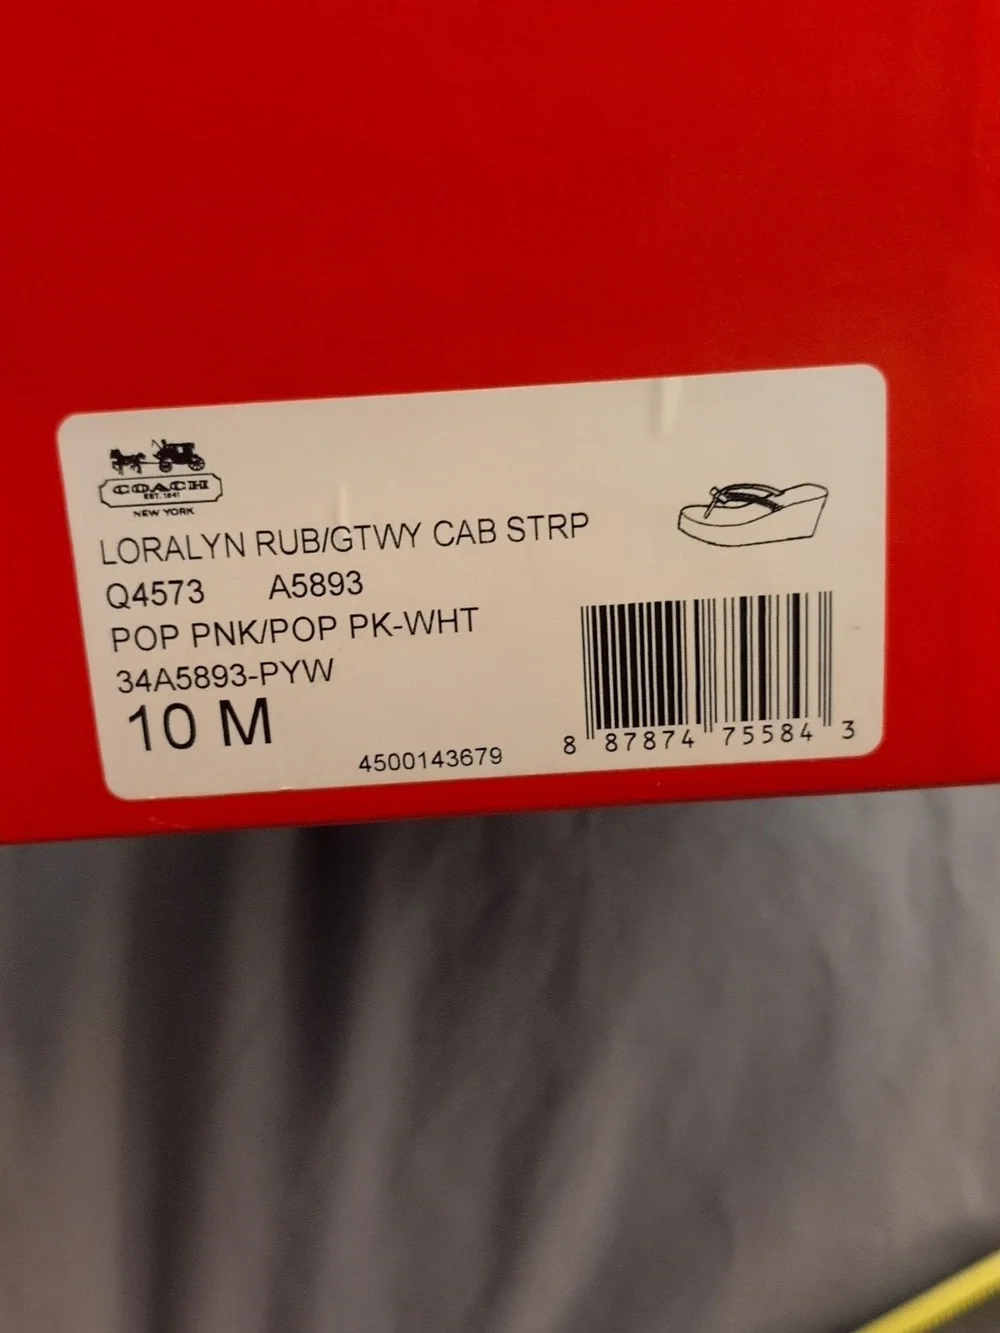 COACH
EST. 1941
NEW YORK
LORALYN RUB/GTWY CAB STRP
Q4573 A5893
POP PNK/POP PK-WHT
34A5893-PYW
10 M
4500143679
8 87874 75584 3